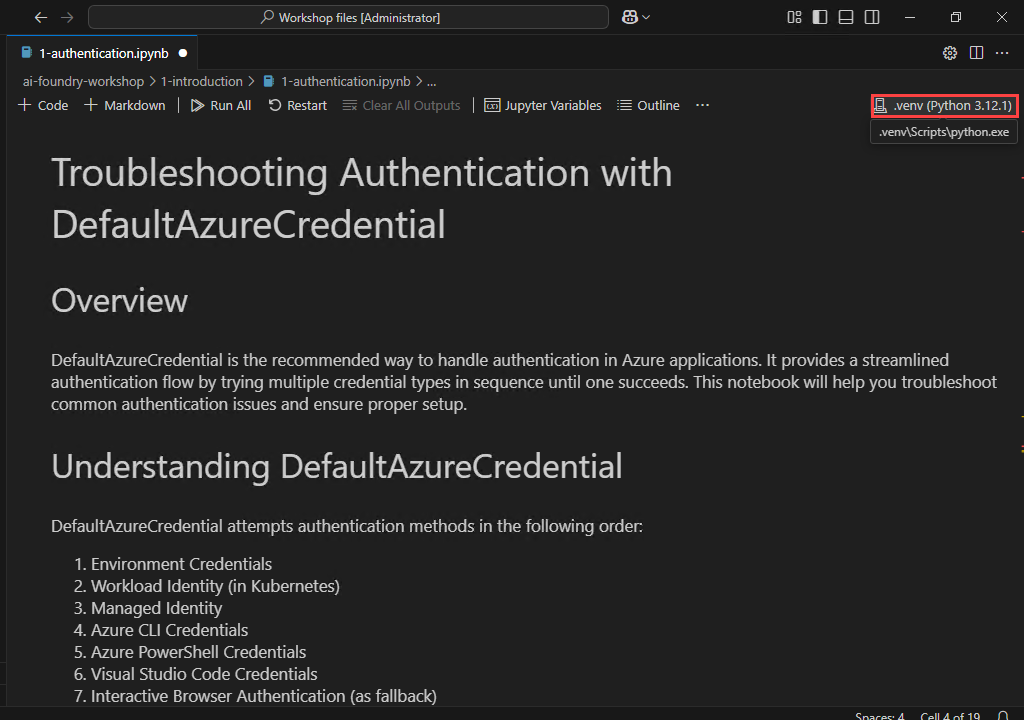 Workshop files [Administrator]
1-authentication.ipynb
ai-foundry-workshop > 1-introduction > 1-authentication.ipynb > ...
+ Code + Markdown | Run All Restart Clear All Outputs | Jupyter Variables Outline ... .venv (Python 3.12.1)
.venv\Scripts\python.exe
Troubleshooting Authentication with
DefaultAzureCredential
Overview
DefaultAzureCredential is the recommended way to handle authentication in Azure applications. It provides a streamlined
authentication flow by trying multiple credential types in sequence until one succeeds. This notebook will help you troubleshoot
common authentication issues and ensure proper setup.
Understanding DefaultAzureCredential
DefaultAzureCredential attempts authentication methods in the following order:
1. Environment Credentials
2. Workload Identity (in Kubernetes)
3. Managed Identity
4. Azure CLI Credentials
5. Azure PowerShell Credentials
6. Visual Studio Code Credentials
7. Interactive Browser Authentication (as fallback)
Spaces: 4 Cell 4 of 19